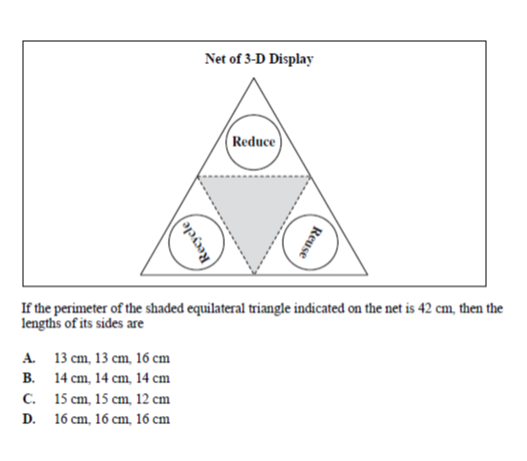 Net of 3-D Display
Reduce
Recycle
Reuse
If the perimeter of the shaded equilateral triangle indicated on the net is 42 cm, then the
lengths of its sides are
A. 13 cm, 13 cm, 16 cm
B. 14 cm, 14 cm, 14 cm
C. 15 cm, 15 cm, 12 cm
D. 16 cm, 16 cm, 16 cm